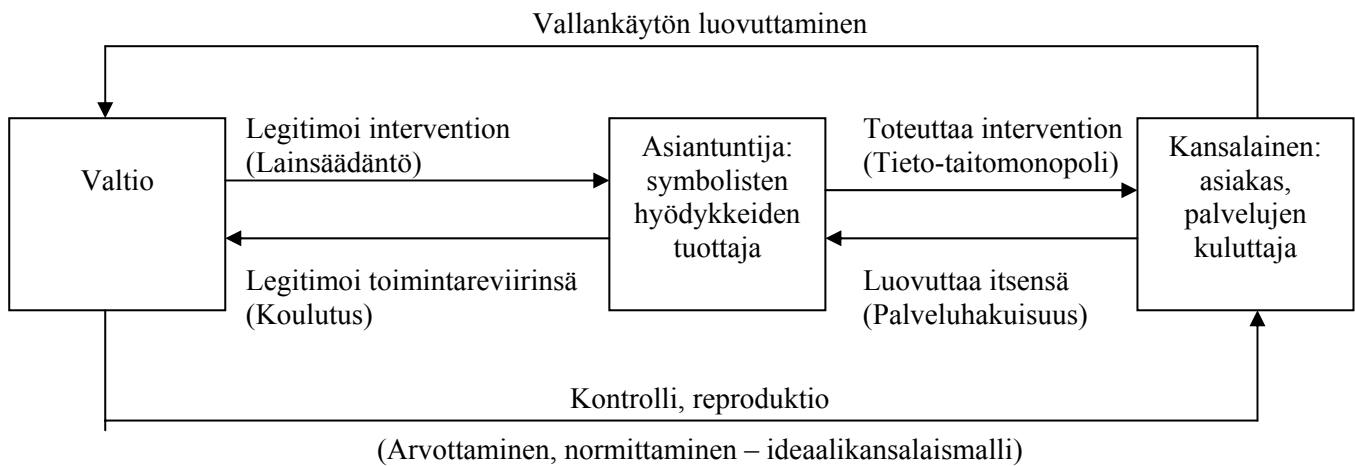 Vallankäytön luovuttaminen
Valtio
Legitimoi intervention
(Lainsäädäntö)
Legitimoi toimintareviirinsä
(Koulutus)
Asiantuntija:
symbolisten
hyödykkeiden
tuottaja
Toteuttaa intervention
(Tieto-taitomonopoli)
Luovuttaa itsensä
(Palveluhakuisuus)
Kansalainen:
asiakas,
palvelujen
kuluttaja
Kontrolli, reproduktio
(Arvottaminen, normittaminen – ideaalikansalaismalli)